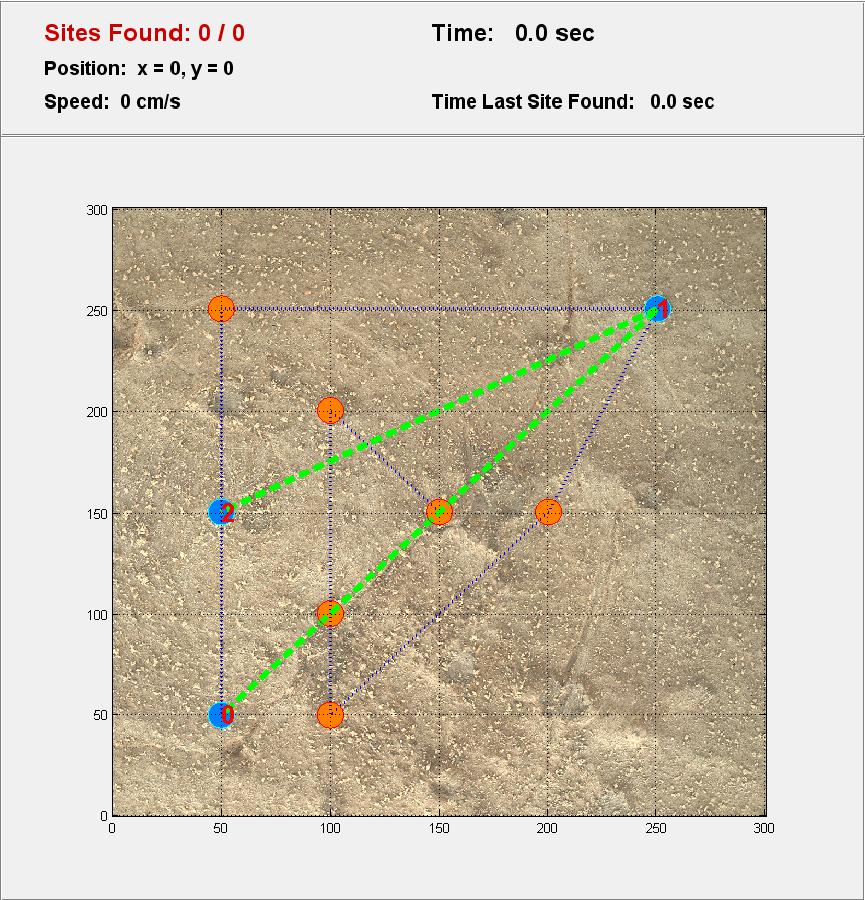 Sites Found: 0 / 0
Time: 0.0 sec
Position: x = 0, y = 0
Speed: 0 cm/s
Time Last Site Found: 0.0 sec
300
250
1
200
150
2
100
50
0
0
0 50 100 150 200 250 300